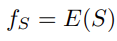 f_S = E(S)